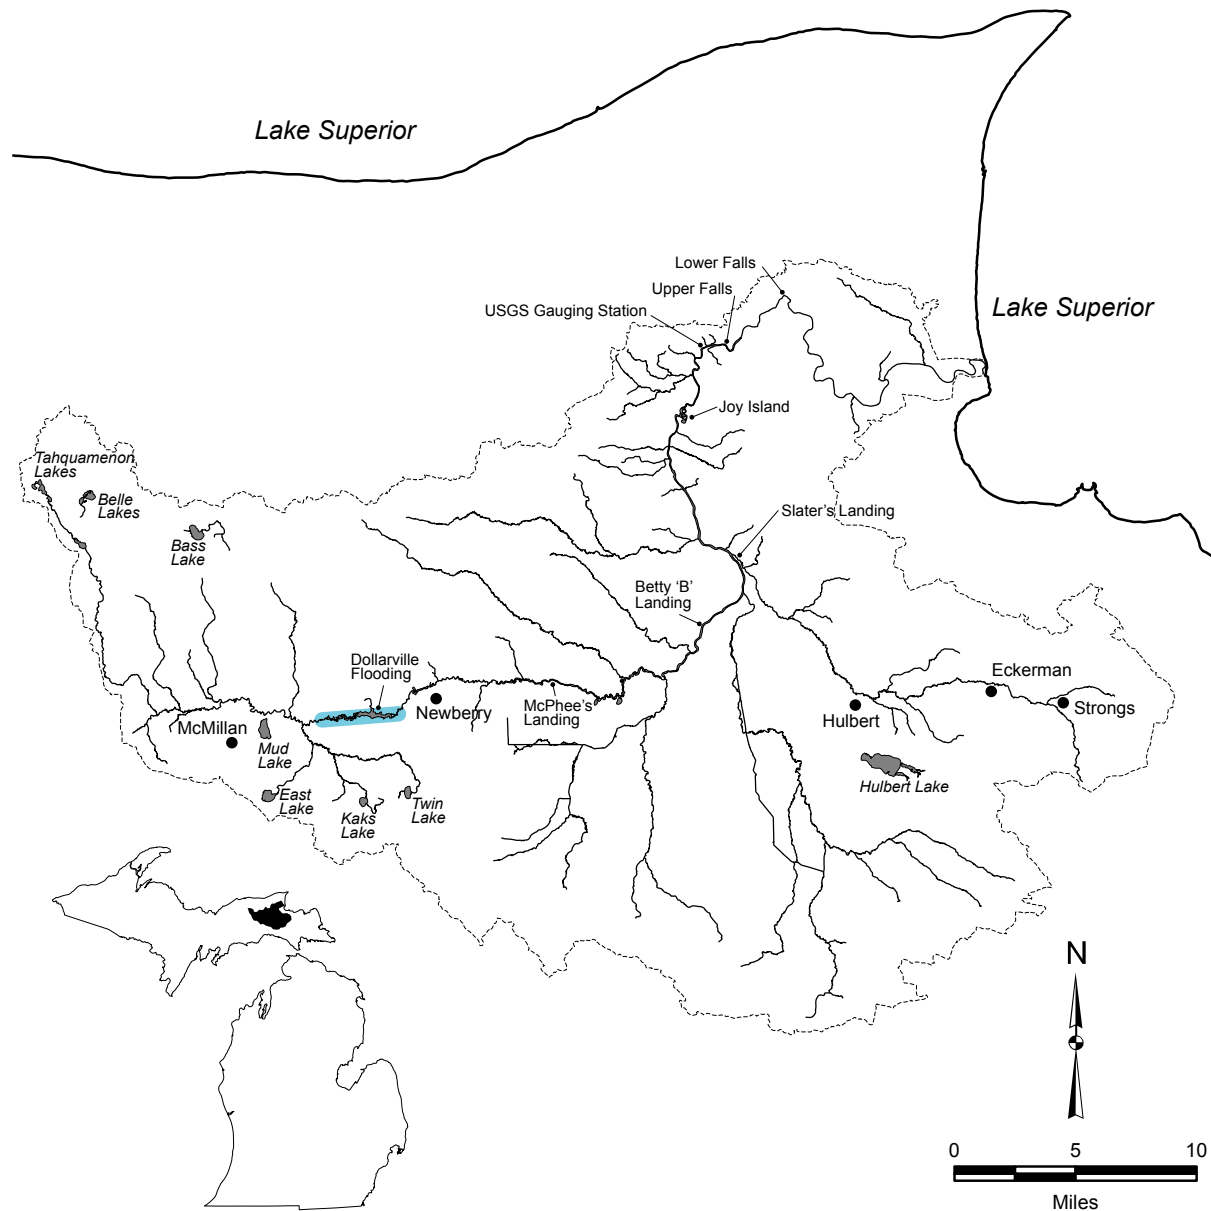 Lake Superior
Lower Falls
Upper Falls
USGS Gauging Station
Lake Superior
Joy Island
Tahquamenon
Lakes
Belle
Lakes
Bass
Lake
Slater's Landing
Betty ‘B’
Landing
Dollarville
Flooding
Eckerman
McPhee's
Landing
Newberry
Strongs
Hulbert
McMillan
Mud
Lake
Hulbert Lake
East
Lake
Kaks
Lake
Twin
Lake
N
0 5 10
Miles